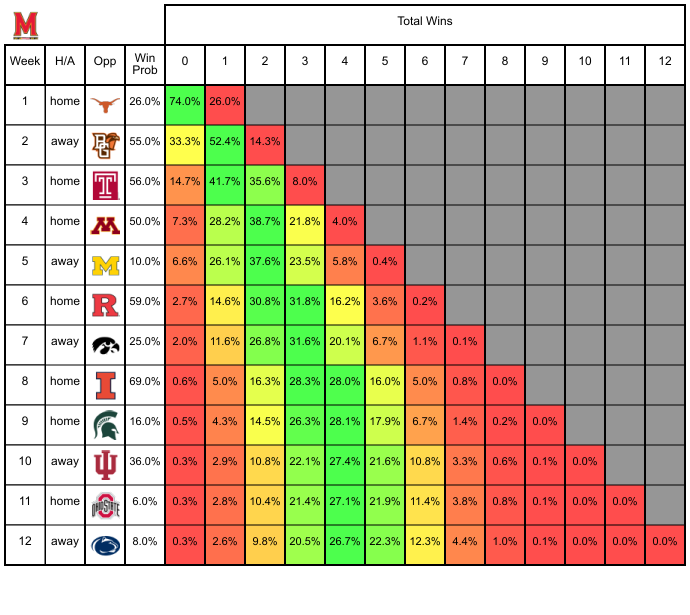 Total Wins
Week H/A Opp Win Prob 0 1 2 3 4 5 6 7 8 9 10 11 12
1 home 26.0% 74.0% 26.0%
2 away BG 55.0% 33.3% 52.4% 14.3%
3 home T 56.0% 14.7% 41.7% 35.6% 8.0%
4 home M 50.0% 7.3% 28.2% 38.7% 21.8% 4.0%
5 away M 10.0% 6.6% 26.1% 37.6% 23.5% 5.8% 0.4%
6 home R 59.0% 2.7% 14.6% 30.8% 31.8% 16.2% 3.6% 0.2%
7 away 25.0% 2.0% 11.6% 26.8% 31.6% 20.1% 6.7% 1.1% 0.1%
8 home I 69.0% 0.6% 5.0% 16.3% 28.3% 28.0% 16.0% 5.0% 0.8% 0.0%
9 home 16.0% 0.5% 4.3% 14.5% 26.3% 28.1% 17.9% 6.7% 1.4% 0.2% 0.0%
10 away 36.0% 0.3% 2.9% 10.8% 22.1% 27.4% 21.6% 10.8% 3.3% 0.6% 0.1% 0.0%
11 home OHIO STATE 6.0% 0.3% 2.8% 10.4% 21.4% 27.1% 21.9% 11.4% 3.8% 0.8% 0.1% 0.0% 0.0%
12 away 8.0% 0.3% 2.6% 9.8% 20.5% 26.7% 22.3% 12.3% 4.4% 1.0% 0.1% 0.0% 0.0% 0.0%